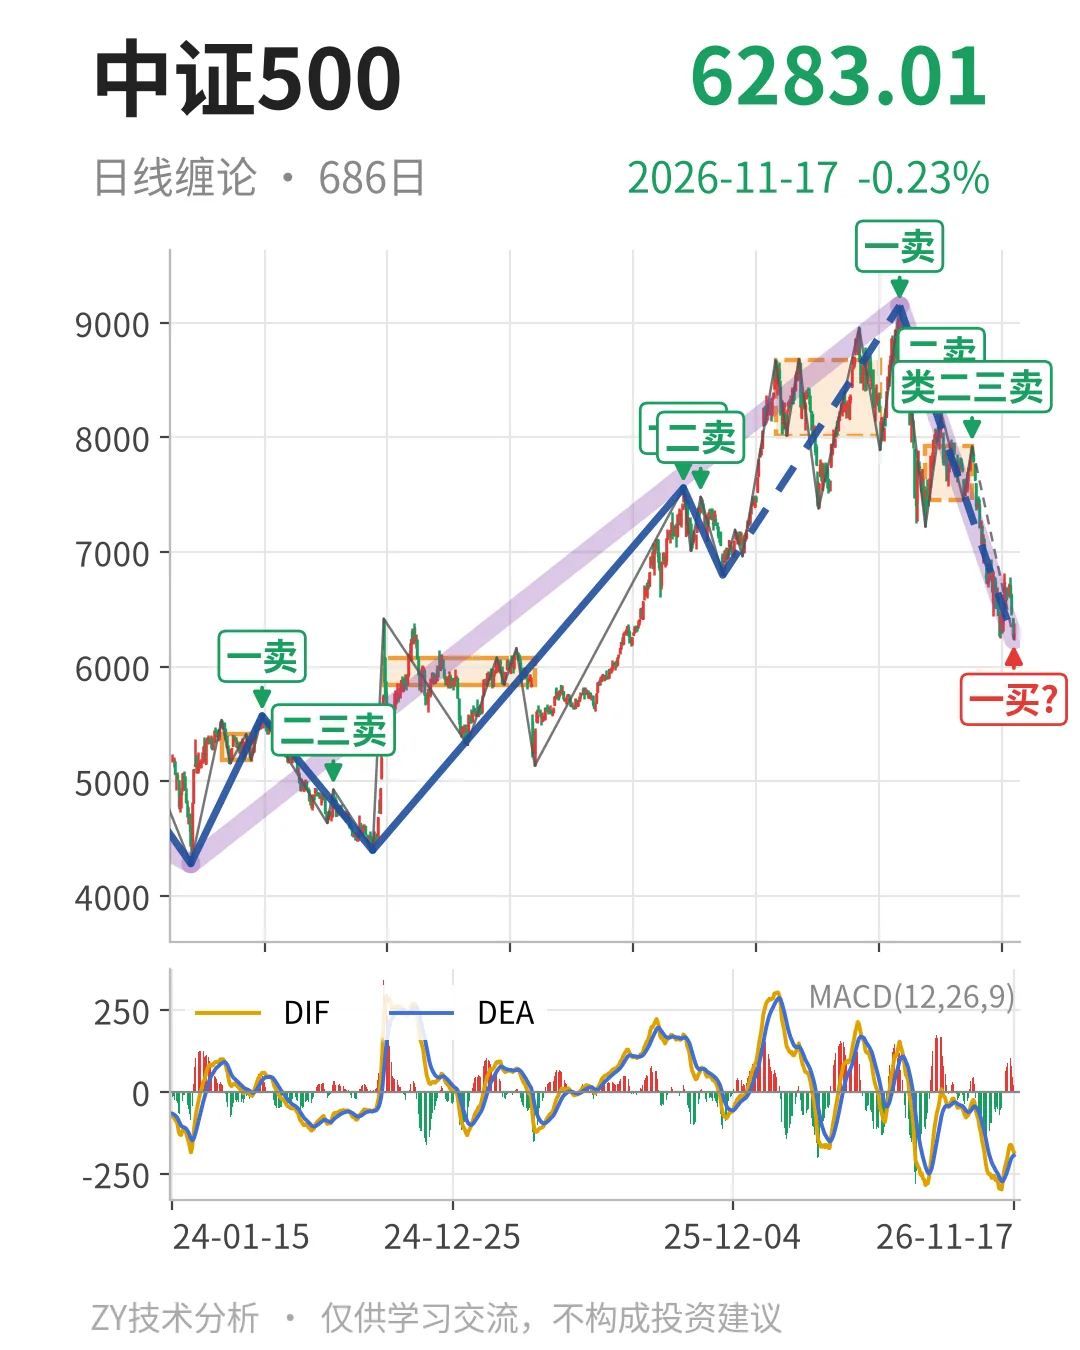 中证500
6283.01
日线缠论 • 686日
2026-11-17 -0.23%
一卖
9000
二卖
类二三卖
8000
二卖
7000
一卖
6000
一买?
二三卖
5000
4000
MACD(12,26,9)
250
DIF
DEA
0
-250
24-01-15
24-12-25
25-12-04
26-11-17
ZY技术分析 • 仅供学习交流，不构成投资建议